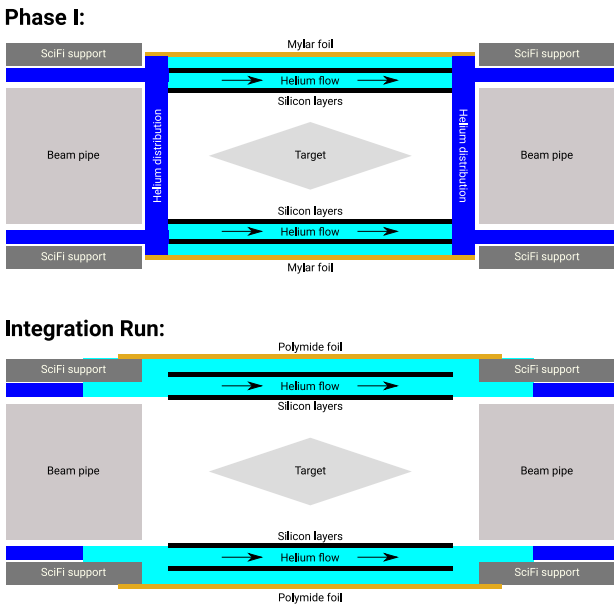 Phase I:
SciFi support
Mylar foil
SciFi support
Helium flow
Silicon layers
Beam pipe
Helium distribution
Target
Helium distribution
Beam pipe
Silicon layers
Helium flow
SciFi support
Mylar foil
SciFi support
Integration Run:
Polymide foil
SciFi support
SciFi support
Helium flow
Silicon layers
Beam pipe
Target
Beam pipe
Silicon layers
Helium flow
SciFi support
SciFi support
Polymide foil